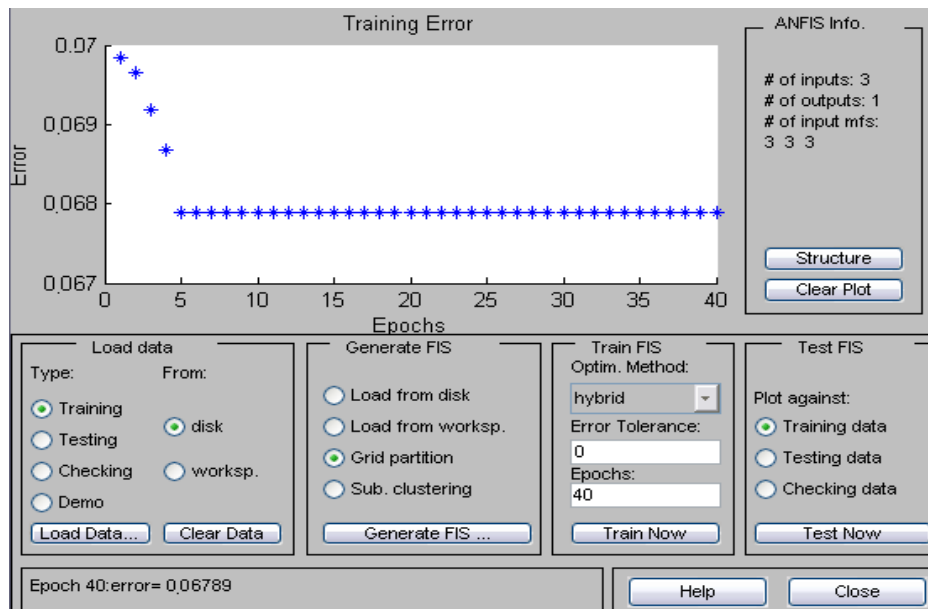 Training Error
0.07
0.069
0.068
0.067
Error
0
5
10
15
20
25
30
35
40
Epochs
ANFIS Info.
# of inputs: 3
# of outputs: 1
# of input mfs:
3 3 3
Structure
Clear Plot
Load data
Type:
From:
Training
Testing
Checking
Demo
disk
worksp.
Load Data...
Clear Data
Generate FIS
Load from disk
Load from worksp.
Grid partition
Sub. clustering
Generate FIS ...
Train FIS
Optim. Method:
hybrid
Error Tolerance:
0
Epochs:
40
Train Now
Test FIS
Plot against:
Training data
Testing data
Checking data
Test Now
Epoch 40:error= 0,06789
Help
Close